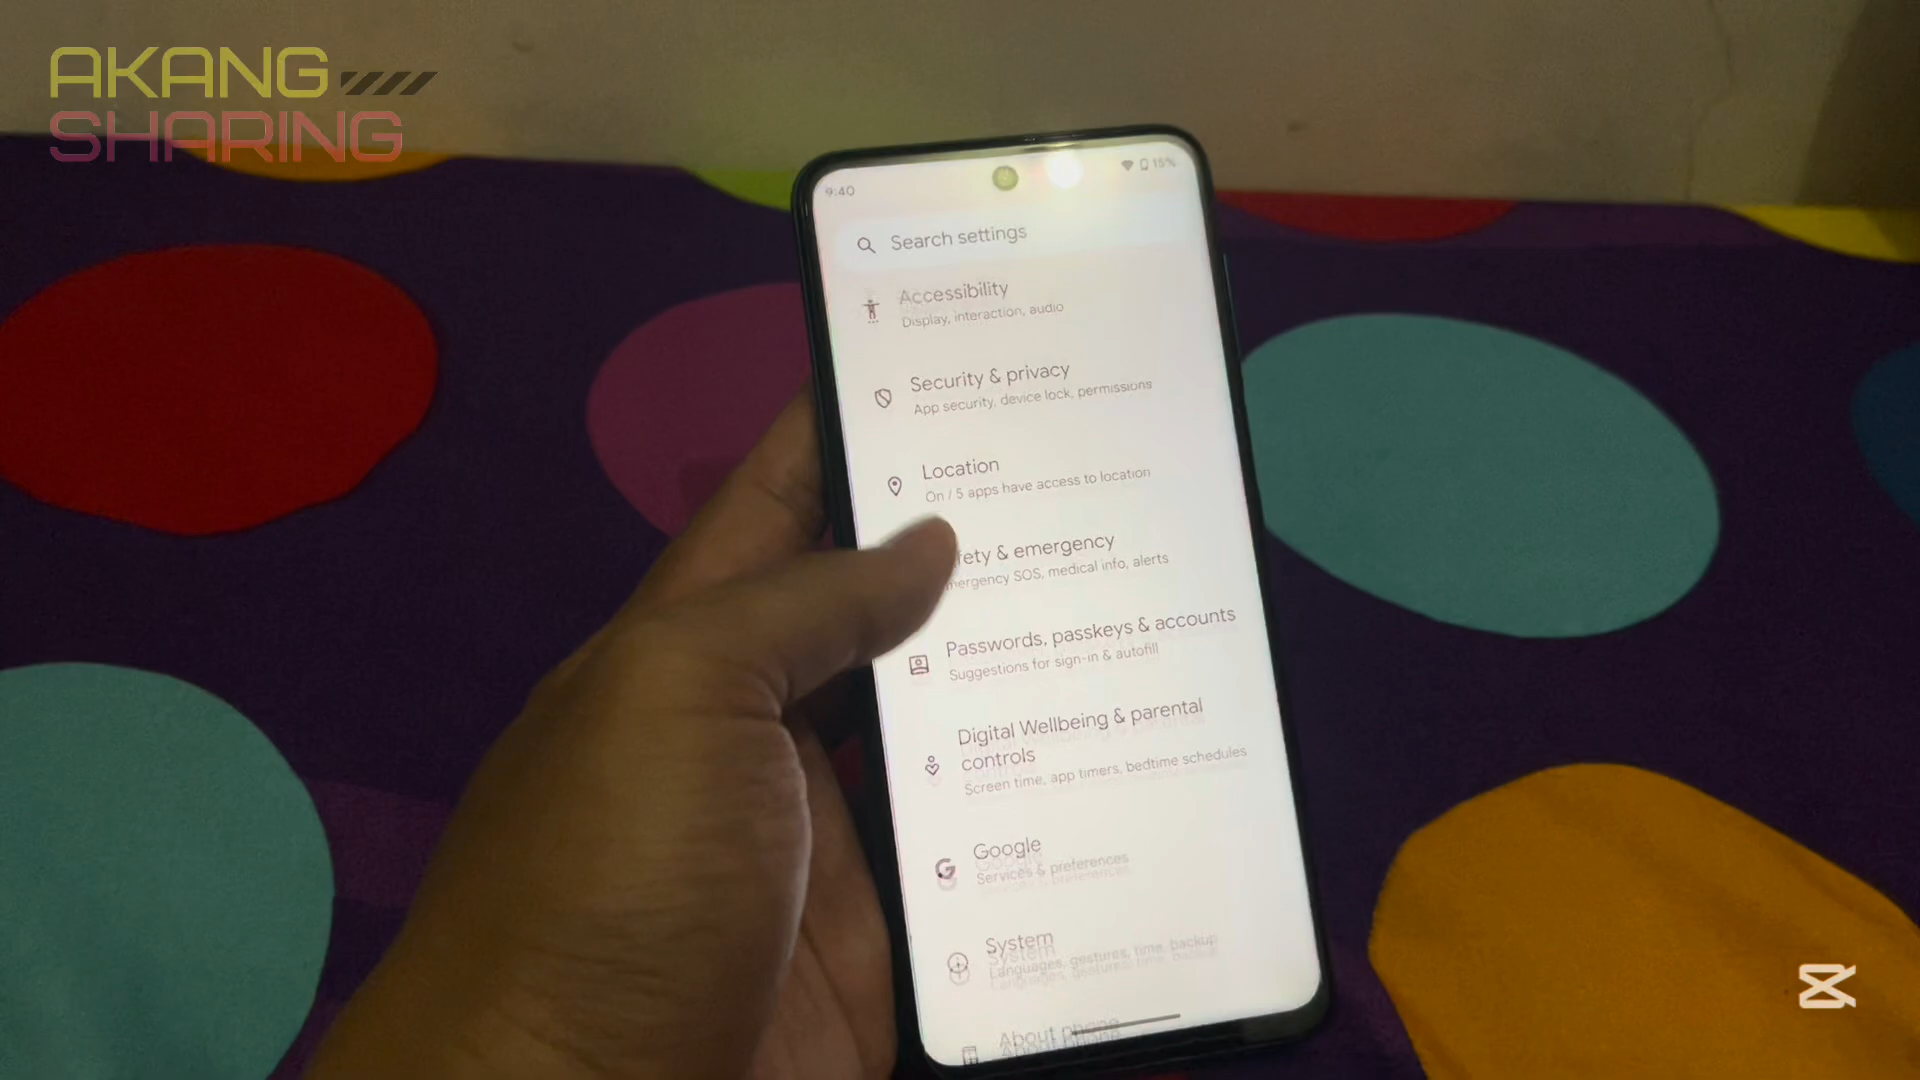 AKANG
SHARING
9:40
15%
Search settings
Accessibility
Display, interaction, audio
Security & privacy
App security, device lock, permissions
Location
On / 5 apps have access to location
fety & emergency
mergency SOS, medical info, alerts
Passwords, passkeys & accounts
Suggestions for sign-in & autofill
Digital Wellbeing & parental
controls
Screen time, app timers, bedtime schedules
Google
Services & preferences
System
Languages, gestures, time, backup
About phone